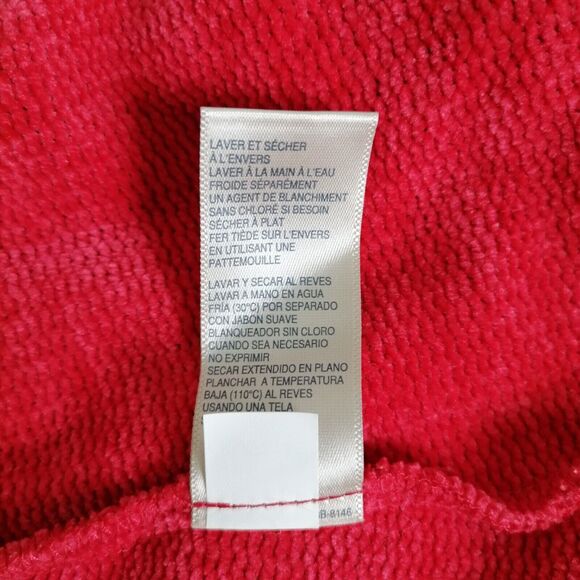 LAVER ET SÉCHER
À L'ENVERS
LAVER À LA MAIN À L'EAU
FROIDE SÉPARÉMENT
UN AGENT DE BLANCHIMENT
SANS CHLORÉ SI BESOIN
SÉCHER À PLAT
FER TIÈDE SUR L'ENVERS
EN UTILISANT UNE
PATTEMOUILLE
LAVAR Y SECAR AL REVES
LAVAR A MANO EN AGUA
FRÍA (30°C) POR SEPARADO
CON JABON SUAVE
BLANQUEADOR SIN CLORO
CUANDO SEA NECESARIO
NO EXPRIMIR
SECAR EXTENDIDO EN PLANO
PLANCHAR A TEMPERATURA
BAJA (110°C) AL REVES
USANDO UNA TELA